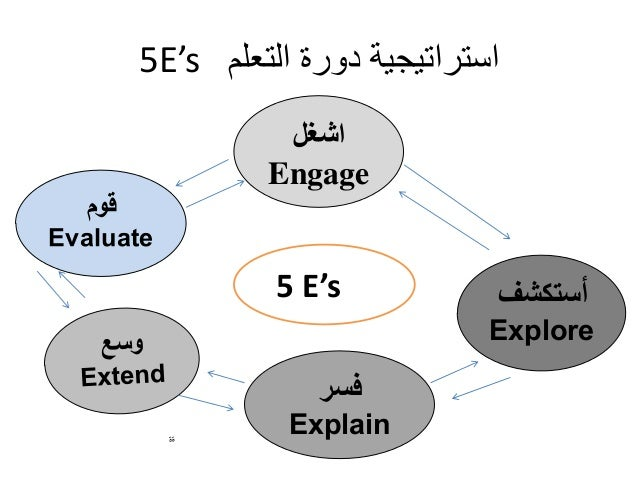 استراتيجية دورة التعلم 5E’s
اشغل
Engage
قوم
Evaluate
5 E’s
أستكشف
Explore
وسع
Extend
فسر
Explain